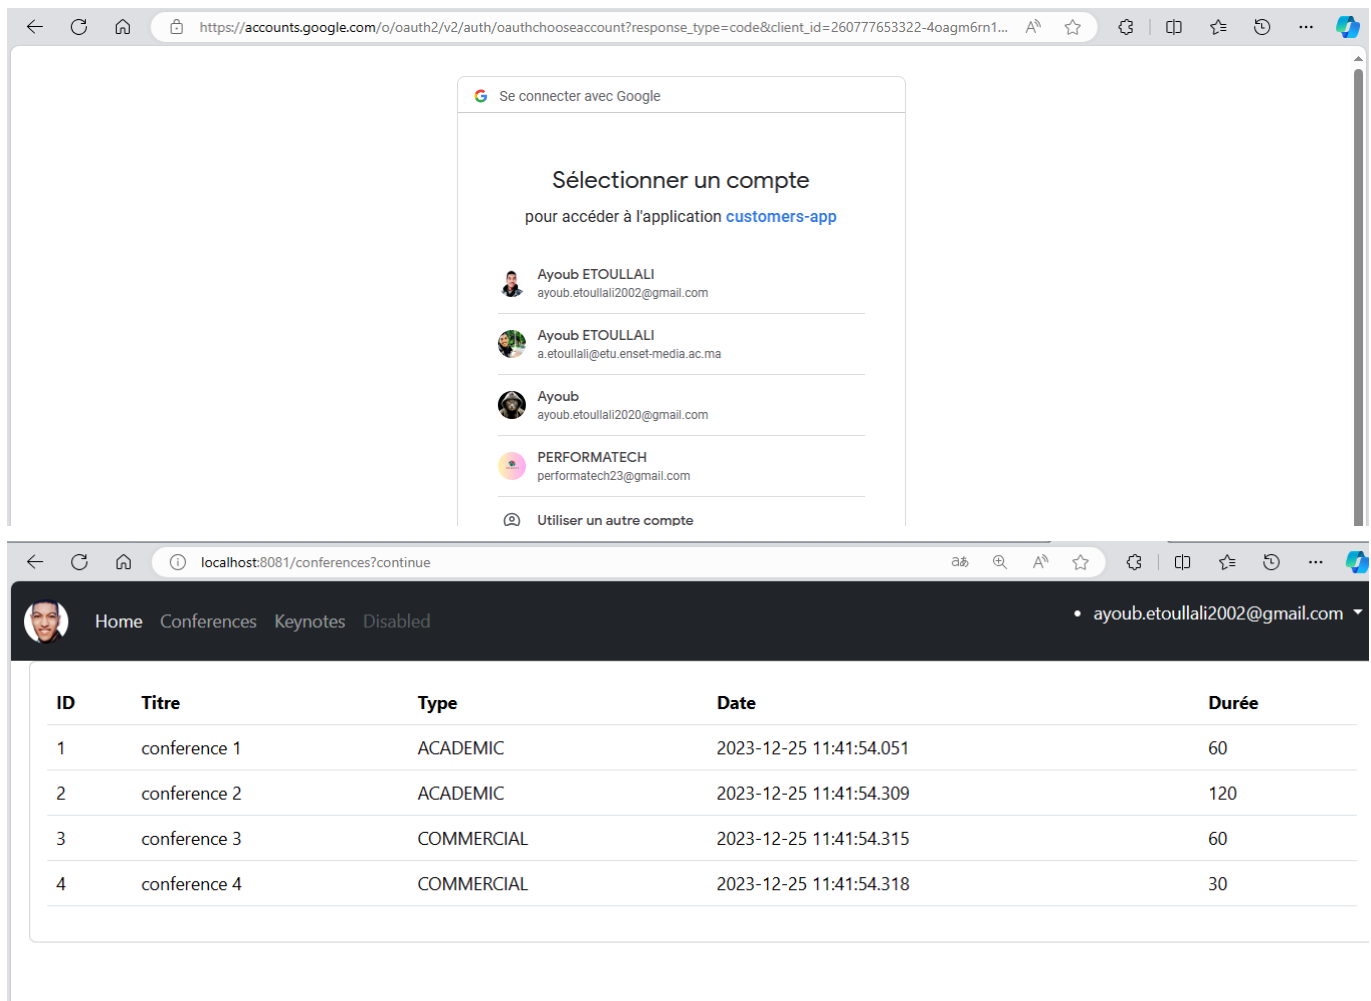 https://accounts.google.com/o/oauth2/v2/auth/oauthchooseaccount?response_type=code&client_id=260777653322-4oagm6rn1...
Se connecter avec Google
Sélectionner un compte
pour accéder à l'application customers-app
Ayoub ETOULLALI
ayoub.etoullali2002@gmail.com
Ayoub ETOULLALI
a.etoullali@etu.enset-media.ac.ma
Ayoub
ayoub.etoullali2020@gmail.com
PERFORMATECH
performatech23@gmail.com
Utiliser un autre compte
localhost:8081/conferences?continue
Home Conferences Keynotes Disabled ayoub.etoullali2002@gmail.com
ID Titre Type Date Durée
1 conference 1 ACADEMIC 2023-12-25 11:41:54.051 60
2 conference 2 ACADEMIC 2023-12-25 11:41:54.309 120
3 conference 3 COMMERCIAL 2023-12-25 11:41:54.315 60
4 conference 4 COMMERCIAL 2023-12-25 11:41:54.318 30